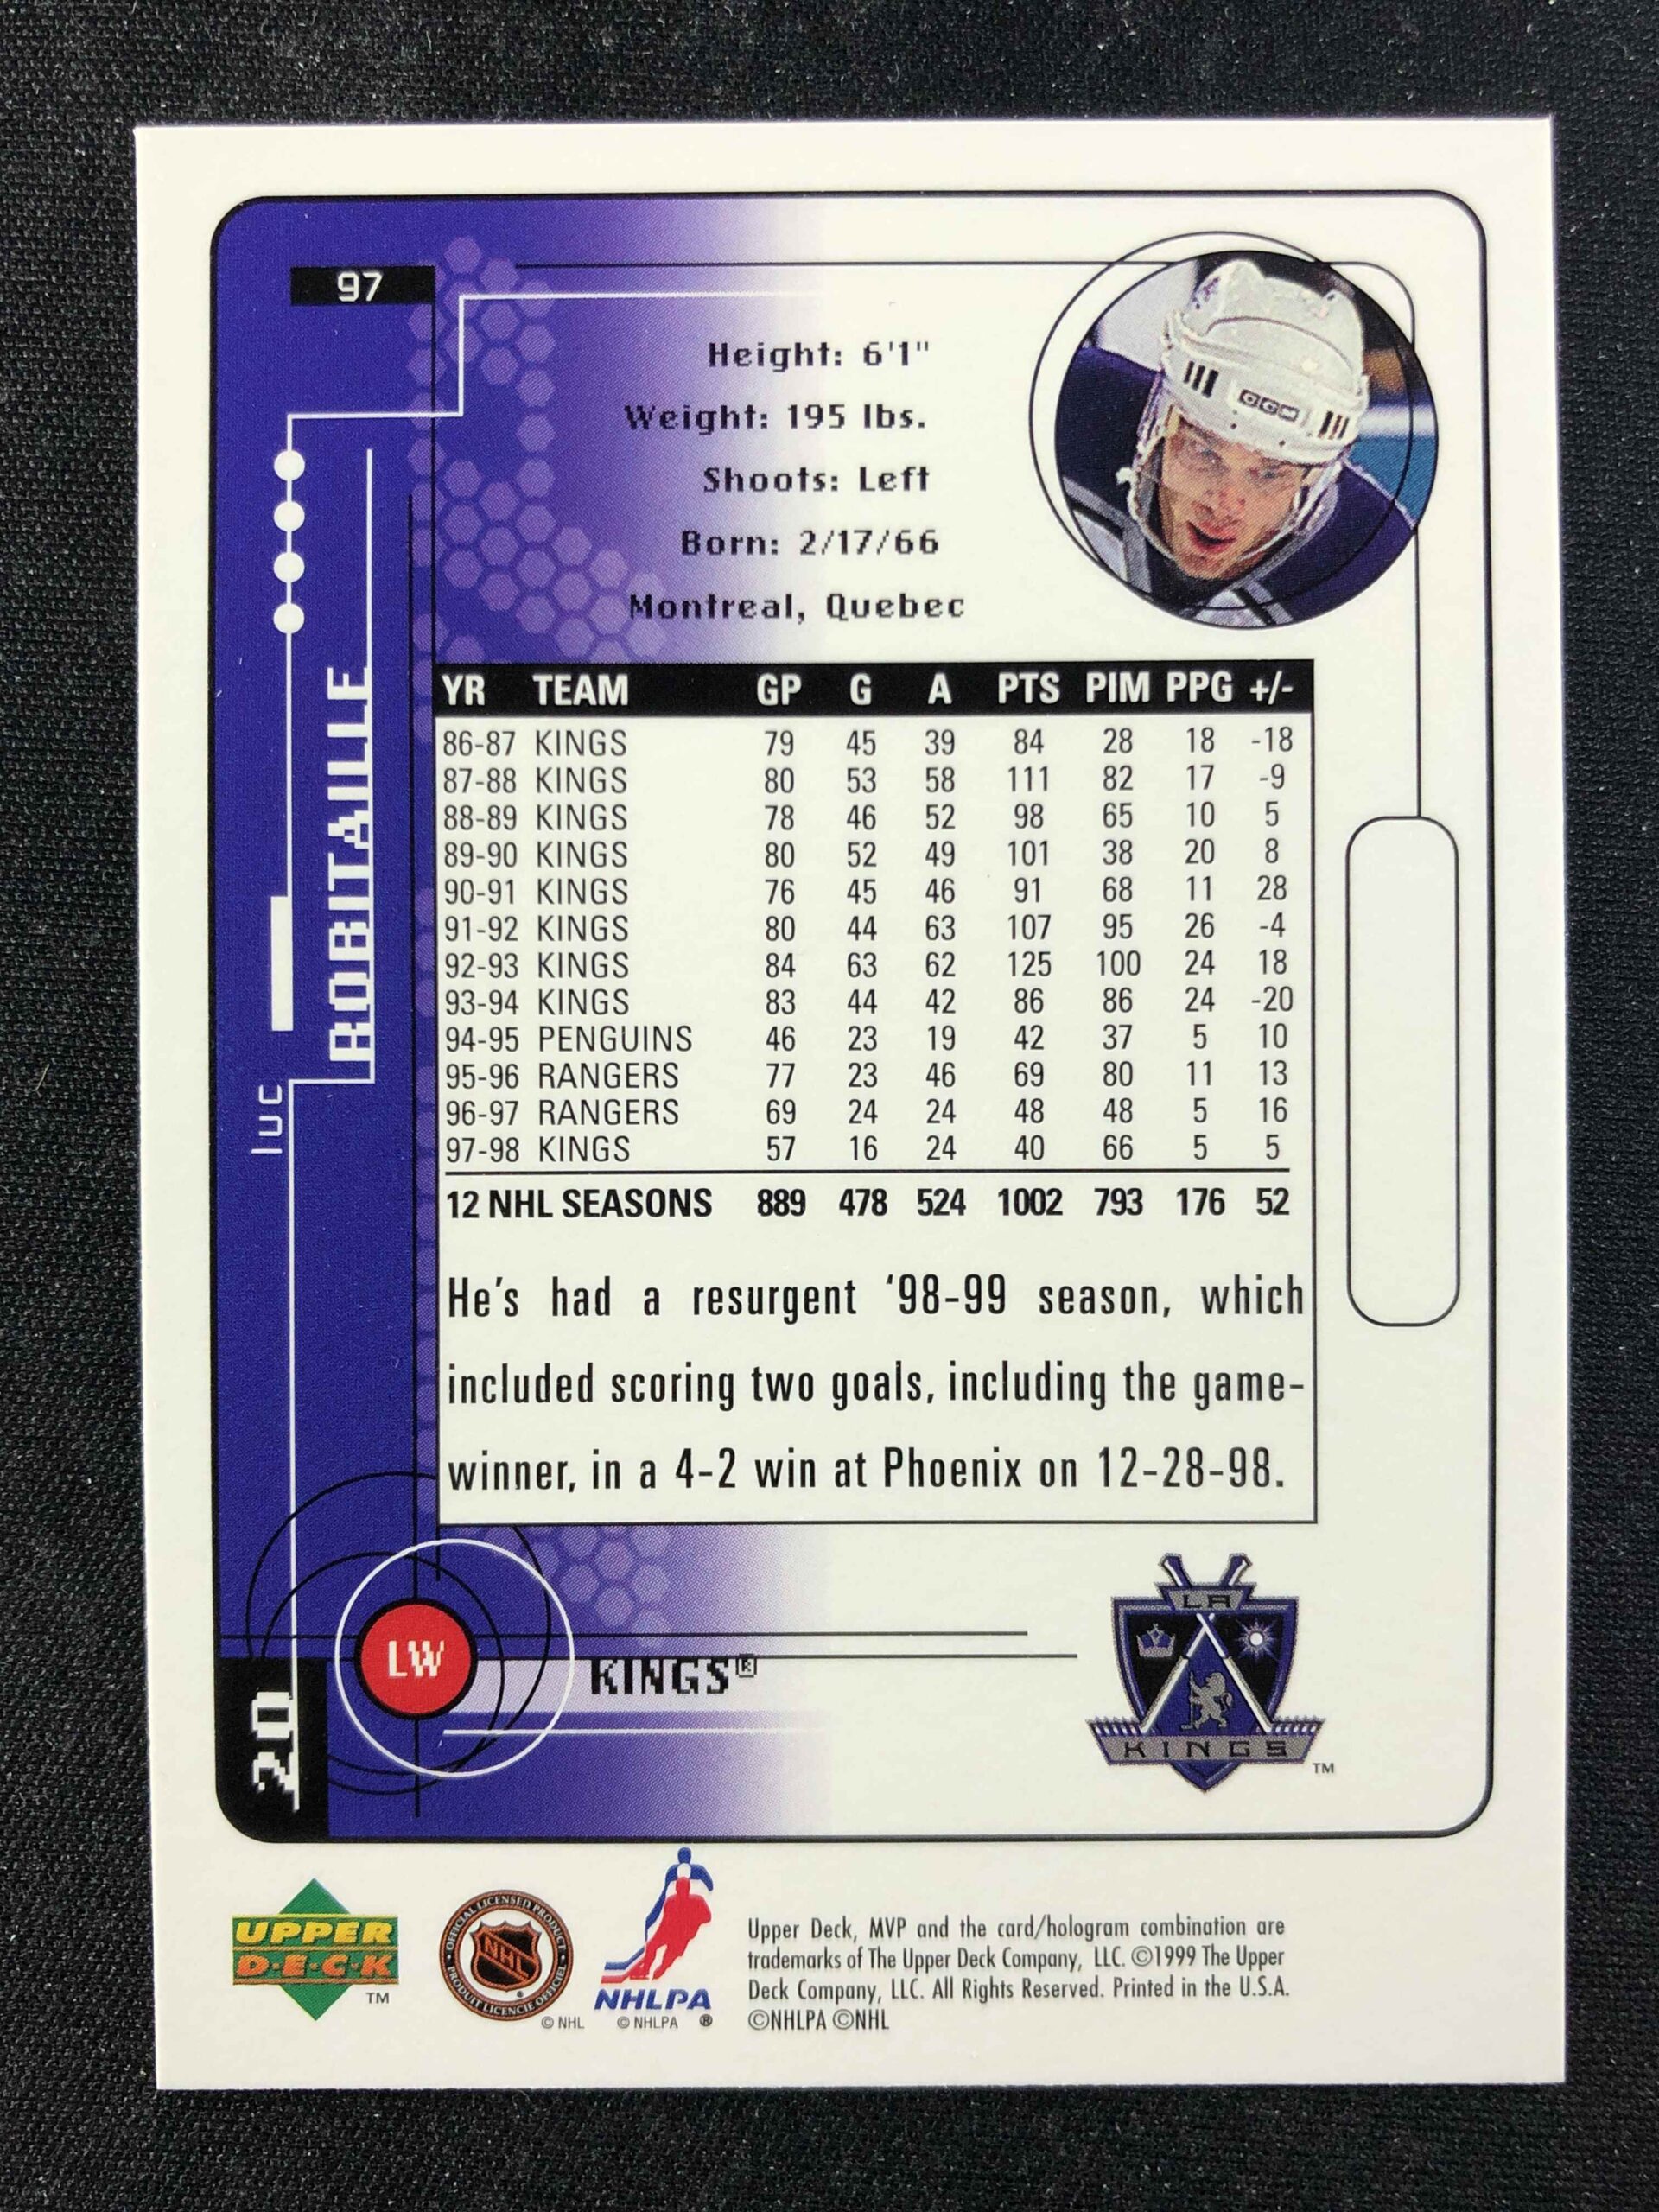 97
Height: 6'1"
Weight: 195 lbs.
Shoots: Left
Born: 2/17/66
Montreal, Quebec
CCM
LUC
ROBITAILLE
YR TEAM GP G A PTS PIM PPG +/-
86-87 KINGS 79 45 39 84 28 18 -18
87-88 KINGS 80 53 58 111 82 17 -9
88-89 KINGS 78 46 52 98 65 10 5
89-90 KINGS 80 52 49 101 38 20 8
90-91 KINGS 76 45 46 91 68 11 28
91-92 KINGS 80 44 63 107 95 26 -4
92-93 KINGS 84 63 62 125 100 24 18
93-94 KINGS 83 44 42 86 86 24 -20
94-95 PENGUINS 46 23 19 42 37 5 10
95-96 RANGERS 77 23 46 69 80 11 13
96-97 RANGERS 69 24 24 48 48 5 16
97-98 KINGS 57 16 24 40 66 5 5
12 NHL SEASONS 889 478 524 1002 793 176 52
He's had a resurgent '98-99 season, which
included scoring two goals, including the game-
winner, in a 4-2 win at Phoenix on 12-28-98.
20
LW
KINGS®
LA
KINGS
™
UPPER
D·E·C·K
™
OFFICIAL LICENSED PRODUCT
NHL
PRODUIT LICENCIE OFFICIEL
®
© NHL
NHLPA
© NHLPA ®
Upper Deck, MVP and the card/hologram combination are
trademarks of The Upper Deck Company, LLC. ©1999 The Upper
Deck Company, LLC. All Rights Reserved. Printed in the U.S.A.
©NHLPA ©NHL